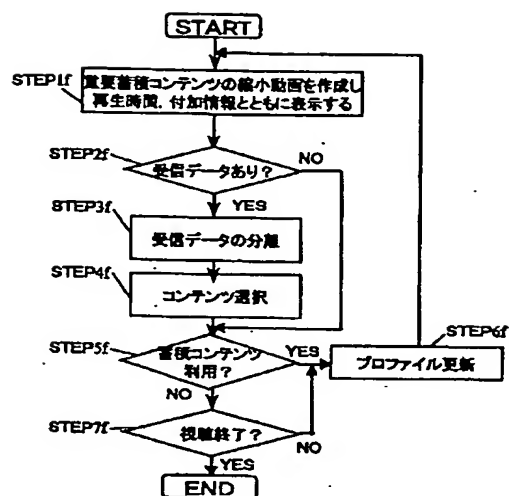 START
STEP1f
重要蓄積コンテンツの縮小動画を作成し
再生時間、付加情報とともに表示する
STEP2f
受信データあり?
NO
YES
STEP3f
受信データの分離
STEP4f
コンテンツ選択
STEP5f
蓄積コンテンツ
利用?
YES
STEP6f
プロファイル更新
NO
STEP7f
視聴終了?
NO
YES
END